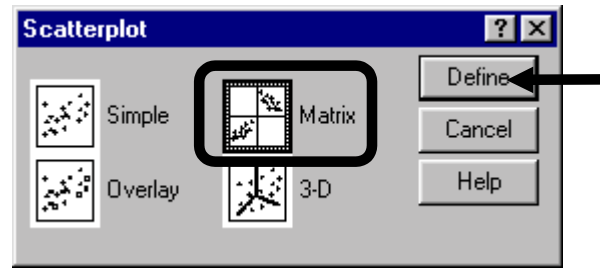 Scatterplot
Simple
Matrix
Overlay
3-D
Define
Cancel
Help